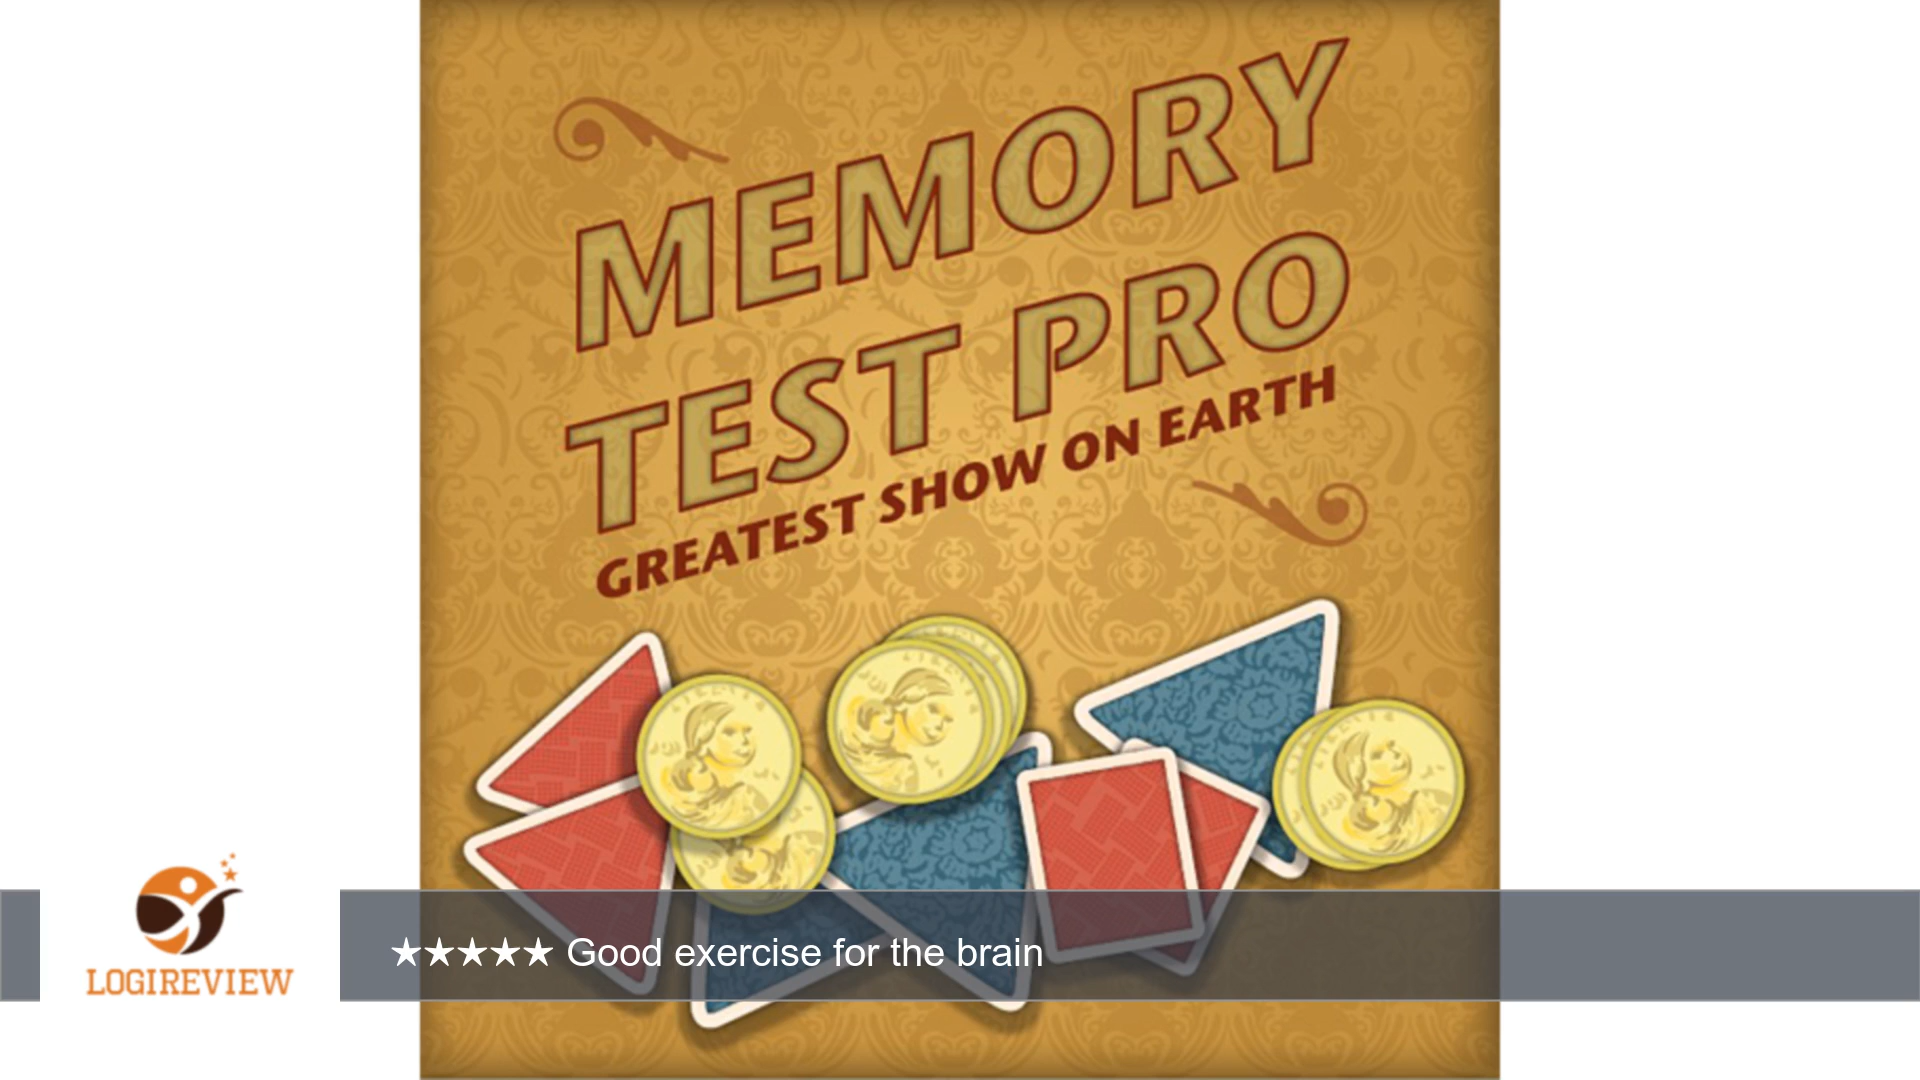 MEMORY
TEST PRO
GREATEST SHOW ON EARTH
★★★★★ Good exercise for the brain
LOGIREVIEW